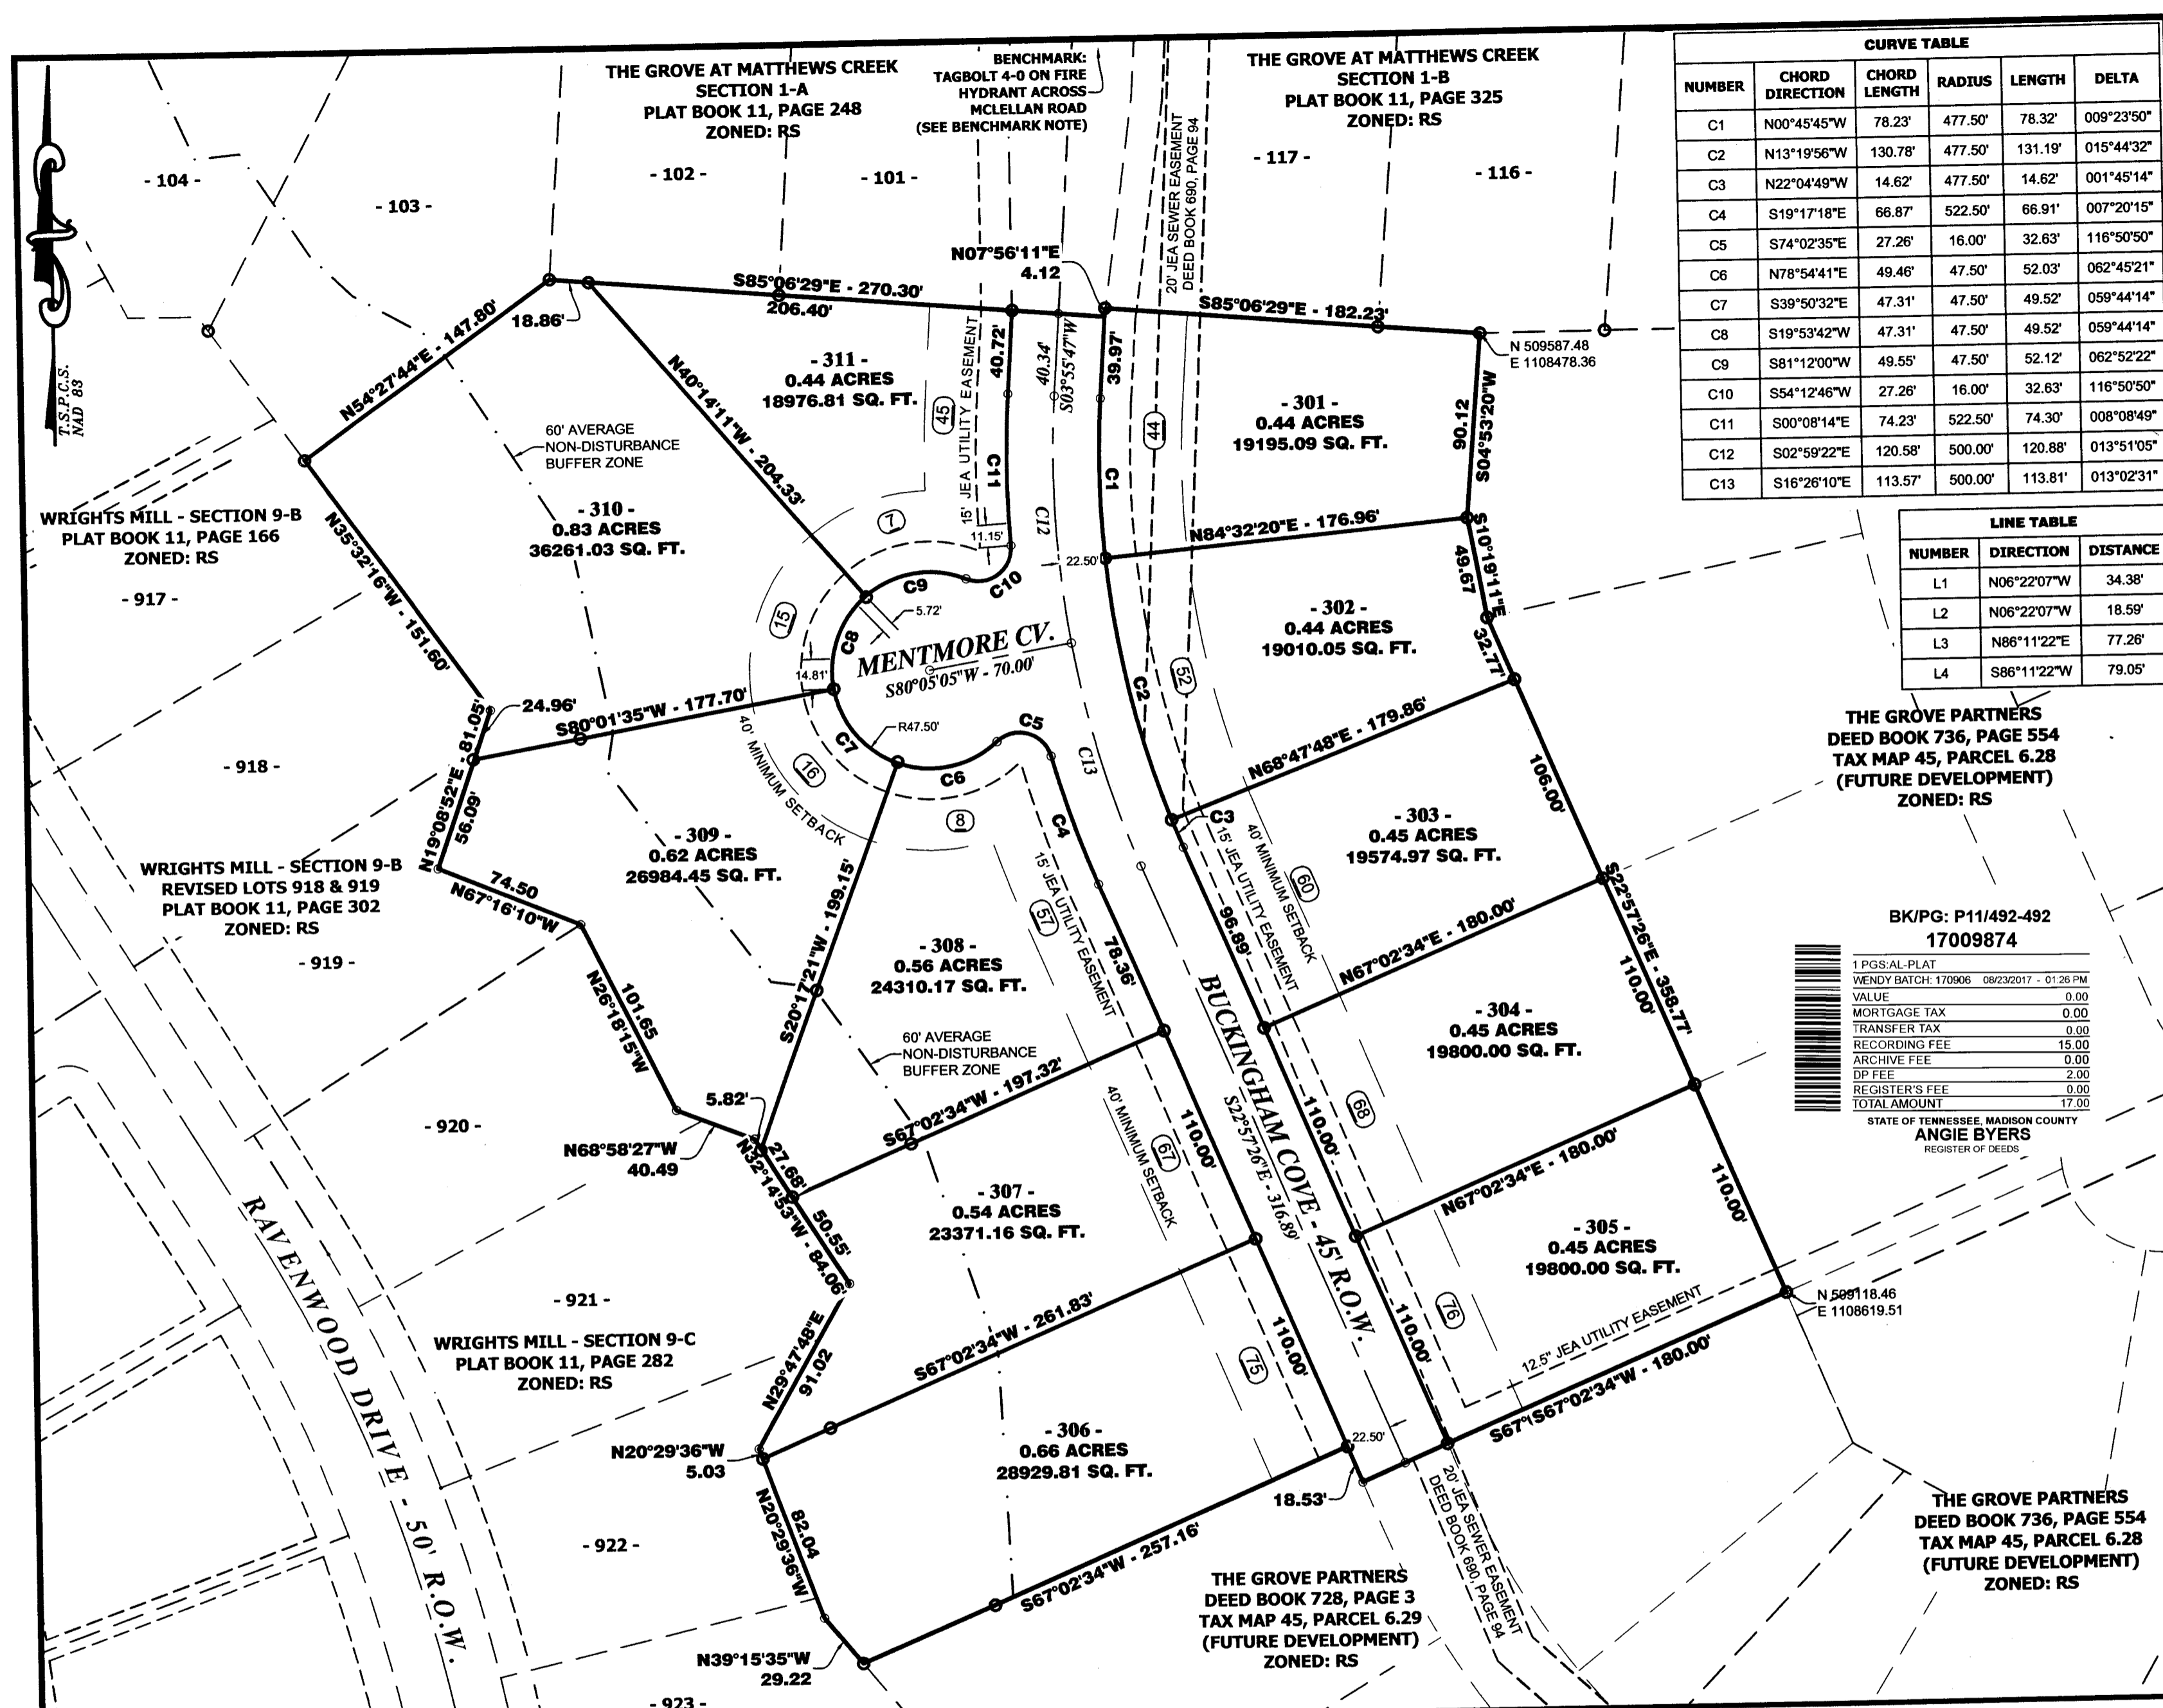 THE GROVE AT MATTHEWS CREEK
SECTION 1-A
PLAT BOOK 11, PAGE 248
ZONED: RS
BENCHMARK:
TAGBOLT 4-0 ON FIRE
HYDRANT ACROSS
MCLELLAN ROAD
(SEE BENCHMARK NOTE)
THE GROVE AT MATTHEWS CREEK
SECTION 1-B
PLAT BOOK 11, PAGE 325
ZONED: RS
20' JEA SEWER EASEMENT
DEED BOOK 690, PAGE 94
CURVE TABLE
NUMBER CHORD DIRECTION CHORD LENGTH RADIUS LENGTH DELTA
C1 N00°45'45"W 78.23' 477.50' 78.32' 009°23'50"
C2 N13°19'56"W 130.78' 477.50' 131.19' 015°44'32"
C3 N22°04'49"W 14.62' 477.50' 14.62' 001°45'14"
C4 S19°17'18"E 66.87' 522.50' 66.91' 007°20'15"
C5 S74°02'35"E 27.26' 16.00' 32.63' 116°50'50"
C6 N78°54'41"E 49.46' 47.50' 52.03' 062°45'21"
C7 S39°50'32"E 47.31' 47.50' 49.52' 059°44'14"
C8 S19°53'42"W 47.31' 47.50' 49.52' 059°44'14"
C9 S81°12'00"W 49.55' 47.50' 52.12' 062°52'22"
C10 S54°12'46"W 27.26' 16.00' 32.63' 116°50'50"
C11 S00°08'14"E 74.23' 522.50' 74.30' 008°08'49"
C12 S02°59'22"E 120.58' 500.00' 120.88' 013°51'05"
C13 S16°26'10"E 113.57' 500.00' 113.81' 013°02'31"
LINE TABLE
NUMBER DIRECTION DISTANCE
L1 N06°22'07"W 34.38'
L2 N06°22'07"W 18.59'
L3 N86°11'22"E 77.26'
L4 S86°11'22"W 79.05'
T.S.P.C.S.
NAD 83
- 104 -
- 103 -
- 102 -
- 101 -
- 117 -
- 116 -
N07°56'11"E
4.12
S85°06'29"E - 270.30'
206.40'
18.86'
S85°06'29"E - 182.23'
N 509587.48
E 1108478.36
N54°27'44"E - 147.80'
N40°14'11"W - 204.33'
- 311 -
0.44 ACRES
18976.81 SQ. FT.
45
15' JEA UTILITY EASEMENT
40.72'
40.34'
S03°55'47"W
39.97'
44
- 301 -
0.44 ACRES
19195.09 SQ. FT.
90.12
S04°53'20"W
60' AVERAGE
NON-DISTURBANCE
BUFFER ZONE
C11
C12
C1
WRIGHTS MILL - SECTION 9-B
PLAT BOOK 11, PAGE 166
ZONED: RS
- 917 -
N35°32'16"W - 151.60'
- 310 -
0.83 ACRES
36261.03 SQ. FT.
7
11.15'
22.50'
N84°32'20"E - 176.96'
S10°19'11"E
49.67
32.77'
C9
C10
5.72'
15
C8
14.81'
MENTMORE CV.
S80°05'05"W - 70.00'
R47.50'
- 302 -
0.44 ACRES
19010.05 SQ. FT.
52
C2
24.96'
S80°01'35"W - 177.70'
N19°08'52"E - 81.05'
56.09'
- 918 -
C7
C5
C6
C13
N68°47'48"E - 179.86'
106.00'
THE GROVE PARTNERS
DEED BOOK 736, PAGE 554
TAX MAP 45, PARCEL 6.28
(FUTURE DEVELOPMENT)
ZONED: RS
16
40' MINIMUM SETBACK
8
C4
C3
- 303 -
0.45 ACRES
19574.97 SQ. FT.
- 309 -
0.62 ACRES
26984.45 SQ. FT.
WRIGHTS MILL - SECTION 9-B
REVISED LOTS 918 & 919
PLAT BOOK 11, PAGE 302
ZONED: RS
- 919 -
74.50
N67°16'10"W
S20°17'21"W - 199.15'
15' JEA UTILITY EASEMENT
57
15' JEA UTILITY EASEMENT
40' MINIMUM SETBACK
60
S22°57'26"E - 358.77'
- 308 -
0.56 ACRES
24310.17 SQ. FT.
78.36'
96.89'
N67°02'34"E - 180.00'
110.00'
BK/PG: P11/492-492
17009874
1 PGS:AL-PLAT
WENDY BATCH: 170906 08/23/2017 - 01:26 PM
VALUE 0.00
MORTGAGE TAX 0.00
TRANSFER TAX 0.00
RECORDING FEE 15.00
ARCHIVE FEE 0.00
DP FEE 2.00
REGISTER'S FEE 0.00
TOTAL AMOUNT 17.00
STATE OF TENNESSEE, MADISON COUNTY
ANGIE BYERS
REGISTER OF DEEDS
101.65
N26°18'15"W
60' AVERAGE
NON-DISTURBANCE
BUFFER ZONE
- 304 -
0.45 ACRES
19800.00 SQ. FT.
BUCKINGHAM COVE - 45' R.O.W.
S22°57'26"E - 316.89'
5.82'
- 920 -
N68°58'27"W
40.49
S67°02'34"W - 197.32'
40' MINIMUM SETBACK
67
110.00'
68
110.00'
27.68'
N32°14'53"W - 84.06'
50.55'
- 307 -
0.54 ACRES
23371.16 SQ. FT.
N67°02'34"E - 180.00'
110.00'
- 305 -
0.45 ACRES
19800.00 SQ. FT.
RAVENWOOD DRIVE - 50' R.O.W.
- 921 -
WRIGHTS MILL - SECTION 9-C
PLAT BOOK 11, PAGE 282
ZONED: RS
N29°47'48"E
91.02
S67°02'34"W - 261.83'
75
110.00'
110.00'
76
12.5" JEA UTILITY EASEMENT
N 509118.46
E 1108619.51
S67°02'34"W - 180.00'
N20°29'36"W
5.03
- 306 -
0.66 ACRES
28929.81 SQ. FT.
22.50'
18.53'
82.04
N20°29'36"W
- 922 -
S67°02'34"W - 257.16'
20' JEA SEWER EASEMENT
DEED BOOK 690, PAGE 94
THE GROVE PARTNERS
DEED BOOK 736, PAGE 554
TAX MAP 45, PARCEL 6.28
(FUTURE DEVELOPMENT)
ZONED: RS
THE GROVE PARTNERS
DEED BOOK 728, PAGE 3
TAX MAP 45, PARCEL 6.29
(FUTURE DEVELOPMENT)
ZONED: RS
N39°15'35"W
29.22
- 923 -